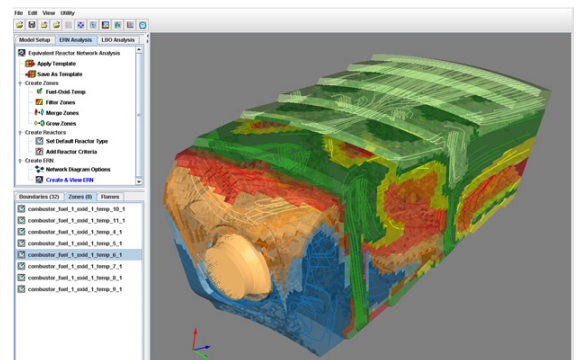 File Edit View Utility
Model Setup ERN Analysis LBO Analysis
Equivalent Reactor Network Analysis
Apply Template
Save As Template
Create Zones
Fuel-Oxid-Temp
Filter Zones
Merge Zones
Grow Zones
Create Reactors
Set Default Reactor Type
Add Reactor Criteria
Create ERN
Network Diagram Options
Create & View ERN
Boundaries (32) Zones (8) Flames
combustor_fuel_1_oxid_1_temp_10_1
combustor_fuel_1_oxid_1_temp_11_1
combustor_fuel_1_oxid_1_temp_4_1
combustor_fuel_1_oxid_1_temp_5_1
combustor_fuel_1_oxid_1_temp_6_1
combustor_fuel_1_oxid_1_temp_7_1
combustor_fuel_1_oxid_1_temp_8_1
combustor_fuel_1_oxid_1_temp_9_1